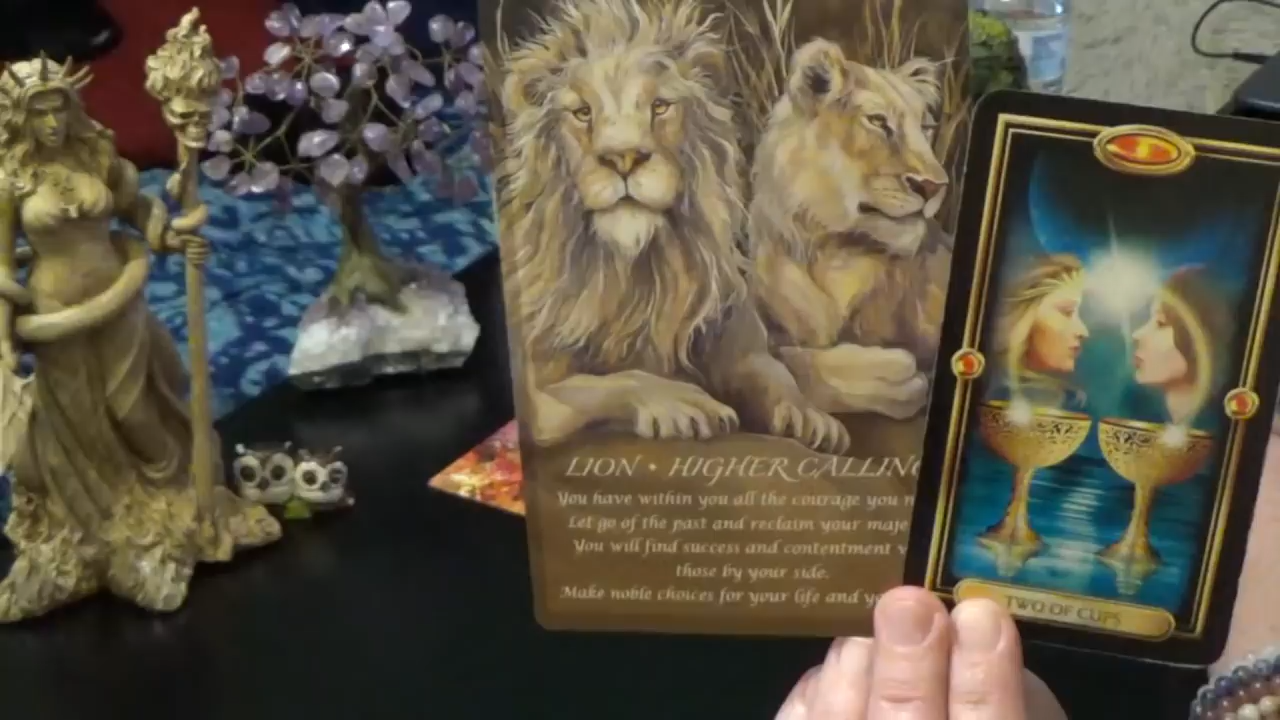 LION • HIGHER CALLING
You have within you all the courage you
Let go of the past and reclaim your
You will find success and contentment
those by your side.
Make noble choices for your life and
TWO OF CUPS